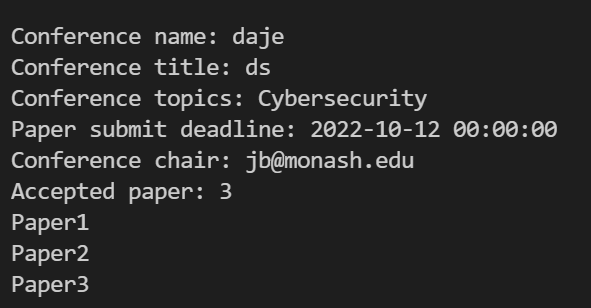 Conference name: daje
Conference title: ds
Conference topics: Cybersecurity
Paper submit deadline: 2022-10-12 00:00:00
Conference chair: jb@monash.edu
Accepted paper: 3
Paper1
Paper2
Paper3